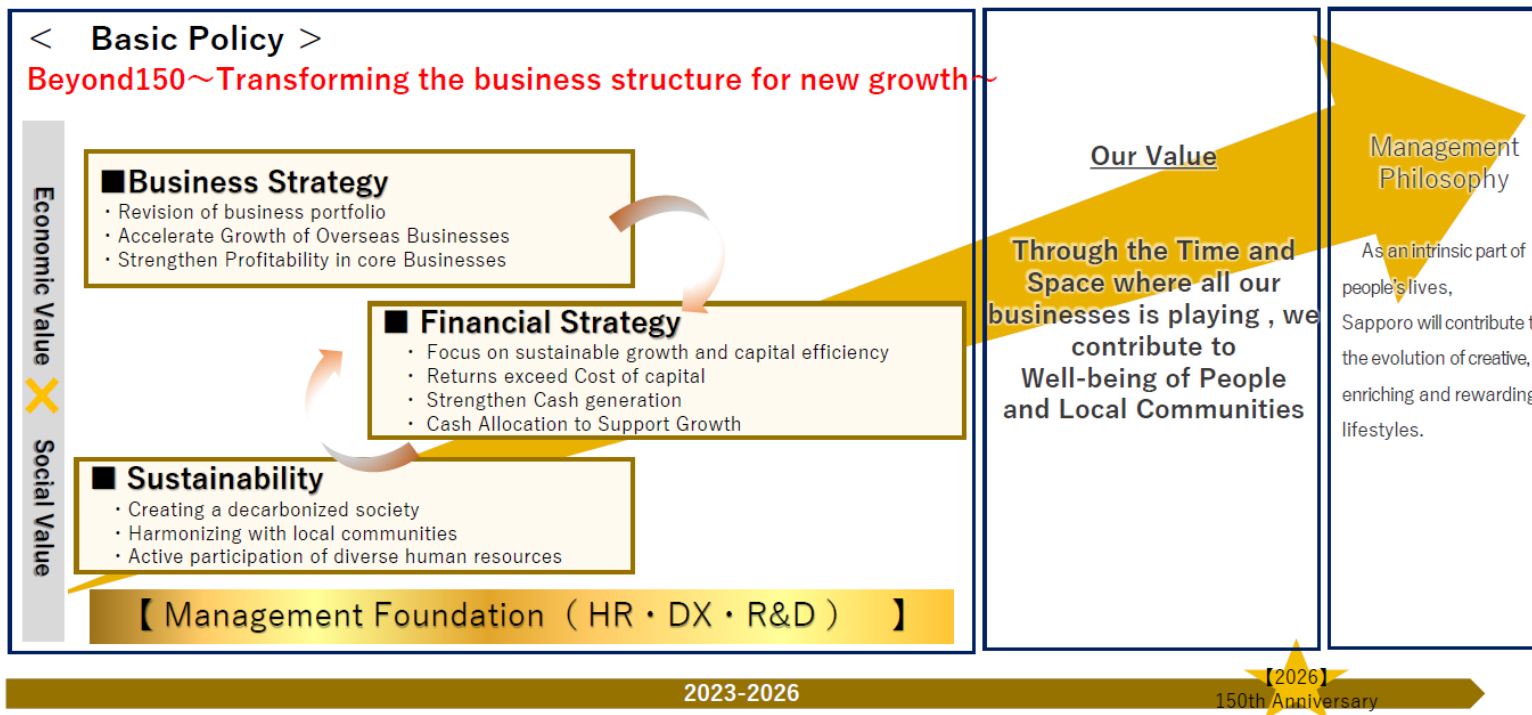 ＜ Basic Policy ＞
Beyond150～Transforming the business structure for new growth～
Economic Value
×
Social Value
■Business Strategy
・Revision of business portfolio
・Accelerate Growth of Overseas Businesses
・Strengthen Profitability in core Businesses
■ Financial Strategy
・ Focus on sustainable growth and capital efficiency
・ Returns exceed Cost of capital
・ Strengthen Cash generation
・ Cash Allocation to Support Growth
■ Sustainability
・Creating a decarbonized society
・Harmonizing with local communities
・Active participation of diverse human resources
【 Management Foundation （ HR・DX・R&D ） 】
Our Value
Through the Time and
Space where all our
businesses is playing , we
contribute to
Well-being of People
and Local Communities
Management
Philosophy
As an intrinsic part of
people's lives,
Sapporo will contribute t
the evolution of creative,
enriching and rewarding
lifestyles.
2023-2026
【2026】
150th Anniversary